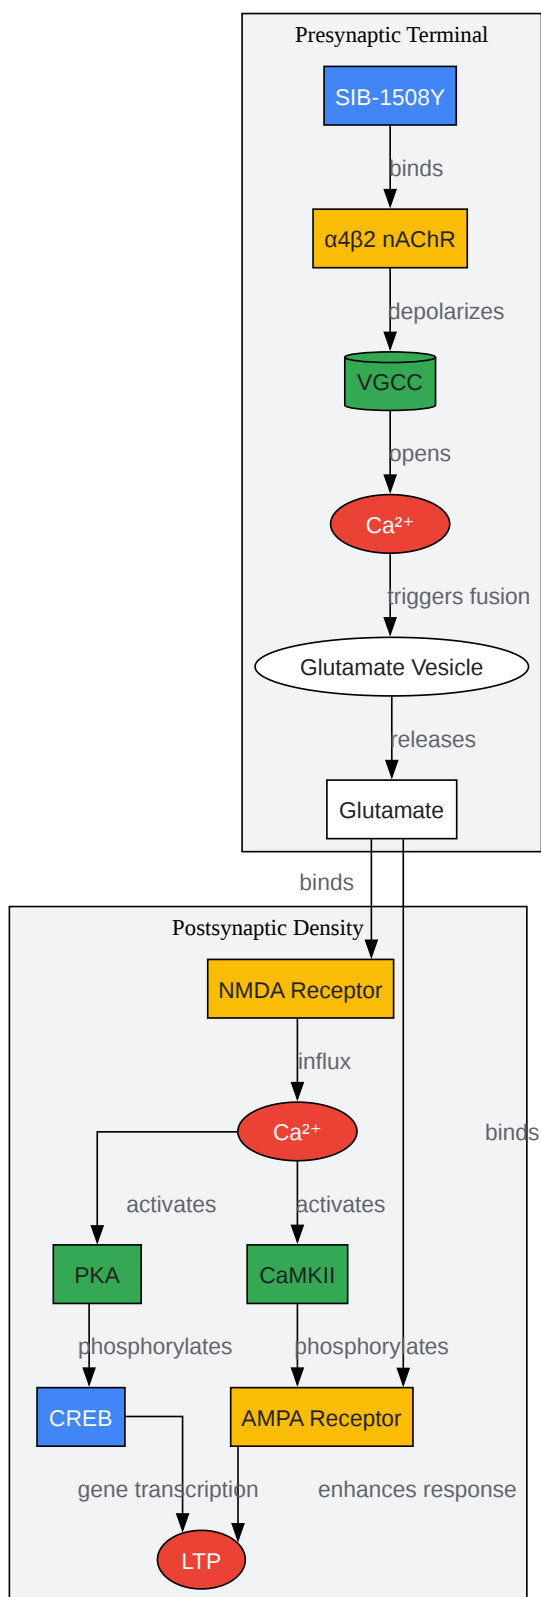 Presynaptic Terminal
SIB-1508Y
binds
α4β2 nAChR
depolarizes
VGCC
opens
Ca²⁺
triggers fusion
Glutamate Vesicle
releases
Glutamate
binds
Postsynaptic Density
NMDA Receptor
influx
Ca²⁺
binds
activates
activates
PKA
CaMKII
phosphorylates
phosphorylates
CREB
AMPA Receptor
gene transcription
enhances response
LTP